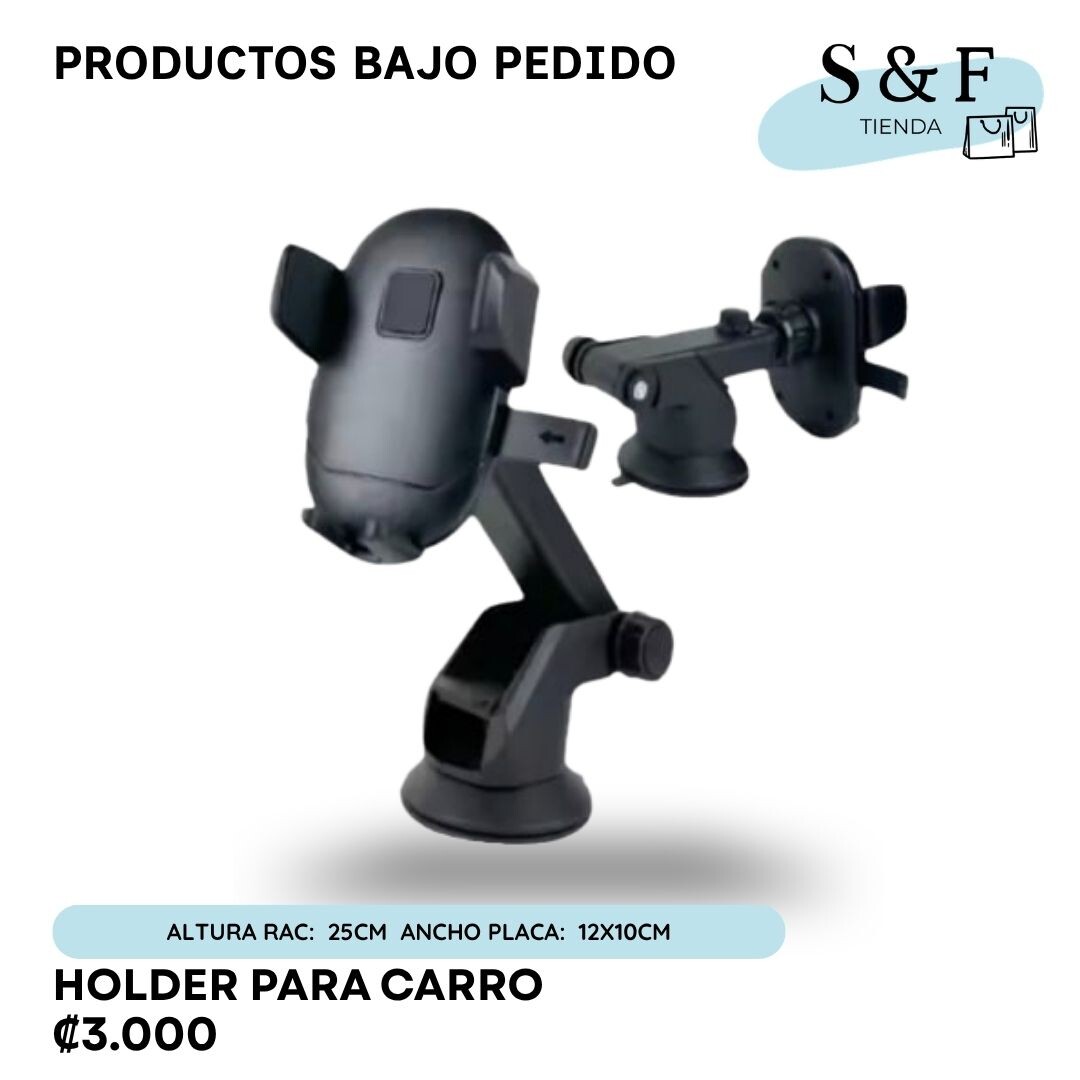 PRODUCTOS BAJO PEDIDO
S & F
TIENDA
ALTURA RAC: 25CM ANCHO PLACA: 12X10CM
HOLDER PARA CARRO
₡3.000